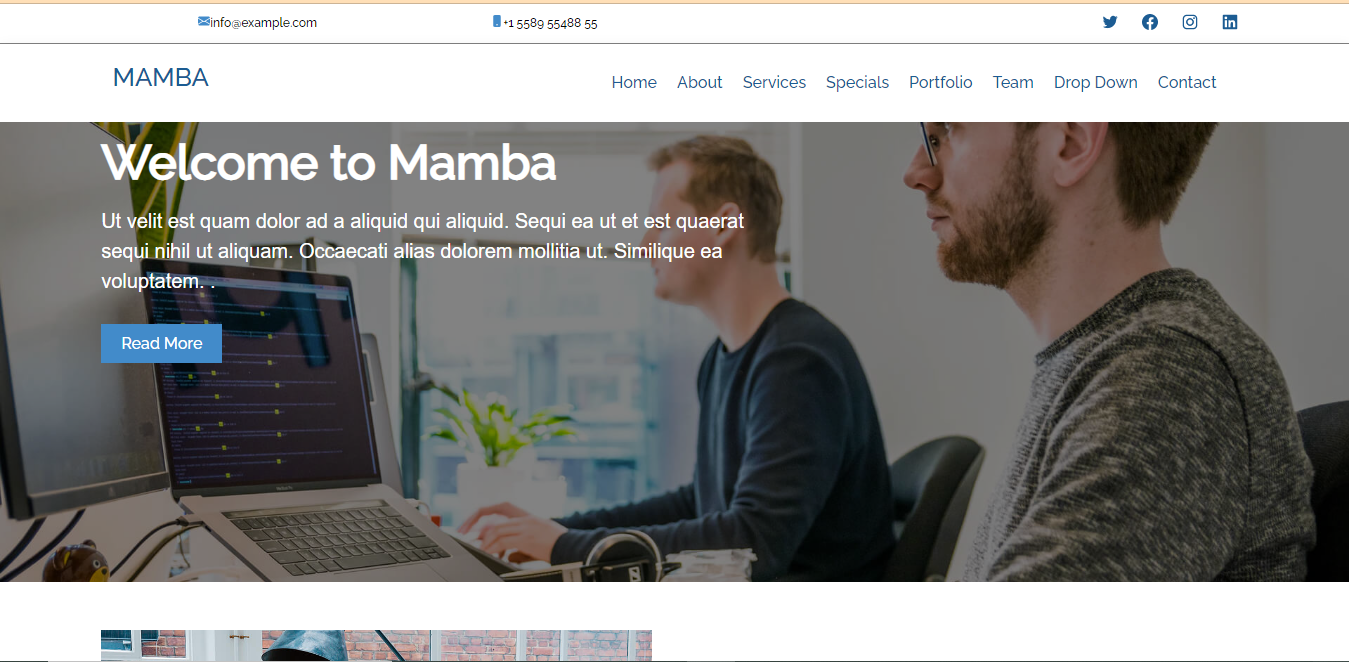 info@example.com
+1 5589 55488 55
MAMBA
Home About Services Specials Portfolio Team Drop Down Contact
Welcome to Mamba
Ut velit est quam dolor ad a aliquid qui aliquid. Sequi ea ut et est quaerat
sequi nihil ut aliquam. Occaecati alias dolorem mollitia ut. Similique ea
voluptatem. .
Read More